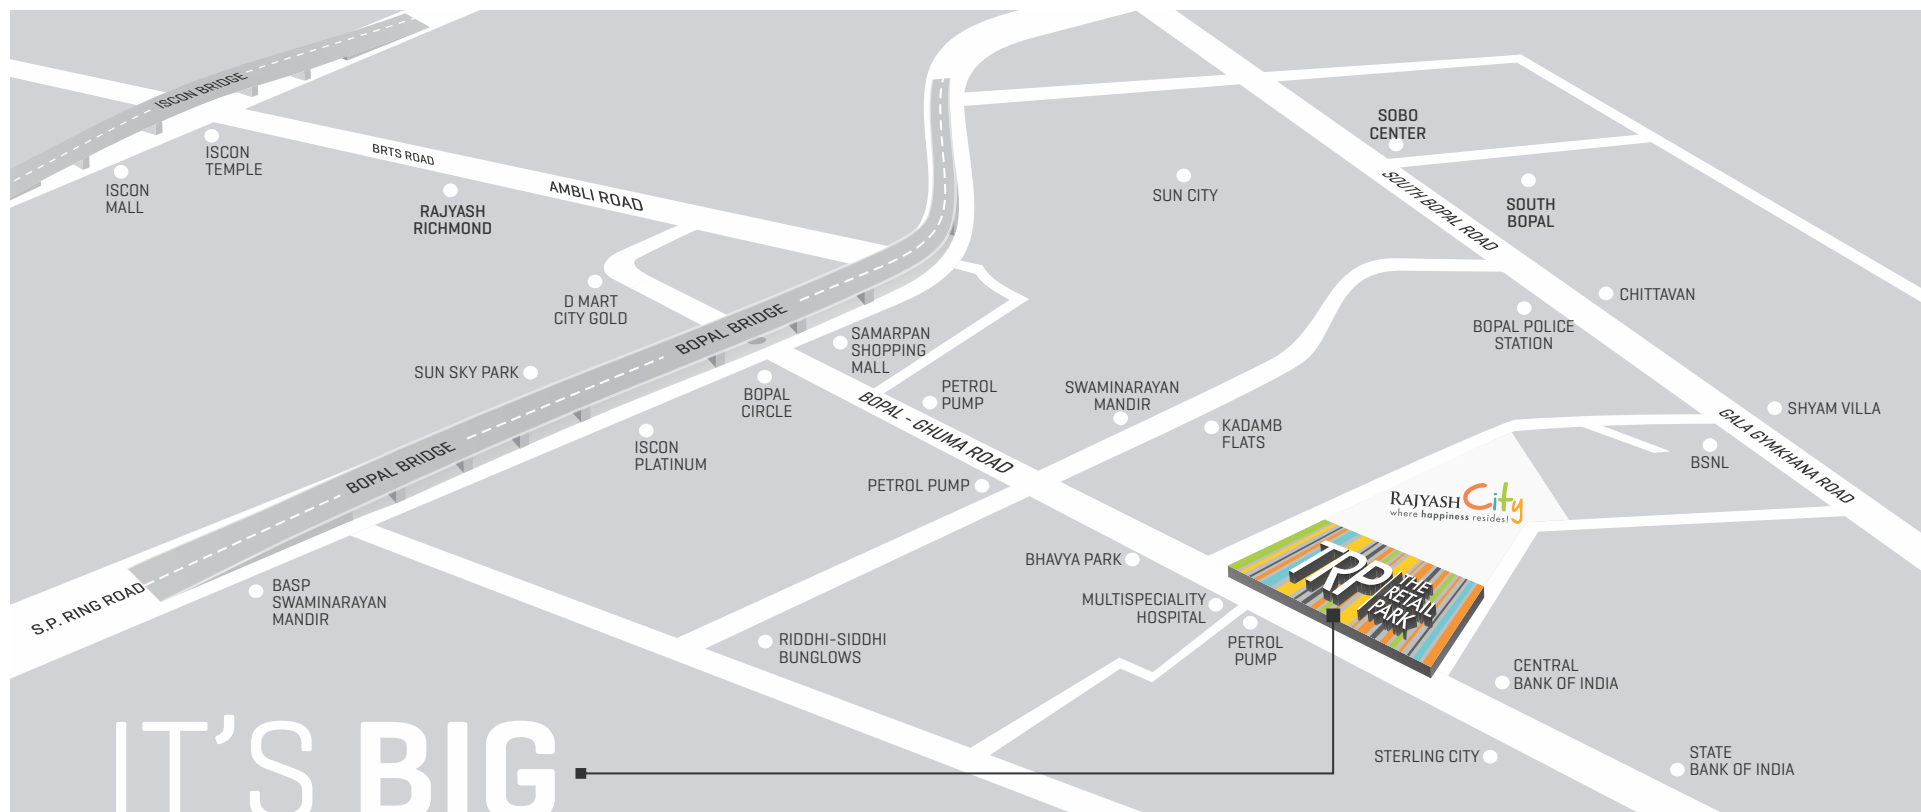 ISCON BRIDGE
ISCON
TEMPLE
ISCON
MALL
BRTS ROAD
RAJYASH
RICHMOND
AMBLI ROAD
D MART
CITY GOLD
SUN SKY PARK
BOPAL BRIDGE
BOPAL BRIDGE
S.P. RING ROAD
BASP
SWAMINARAYAN
MANDIR
ISCON
PLATINUM
BOPAL
CIRCLE
SAMARPAN
SHOPPING
MALL
PETROL
PUMP
BOPAL - GHUMA ROAD
PETROL PUMP
SWAMINARAYAN
MANDIR
KADAMB
FLATS
SUN CITY
SOBO
CENTER
SOUTH BOPAL ROAD
SOUTH
BOPAL
CHITTAVAN
BOPAL POLICE
STATION
SHYAM VILLA
GALA GYMKHANA ROAD
BSNL
RAJYASH City
where happiness resides!
TRP THE
RETAIL
PARK
BHAVYA PARK
MULTISPECIALITY
HOSPITAL
PETROL
PUMP
RIDDHI-SIDDHI
BUNGLOWS
CENTRAL
BANK OF INDIA
STERLING CITY
STATE
BANK OF INDIA
IT'S BIG